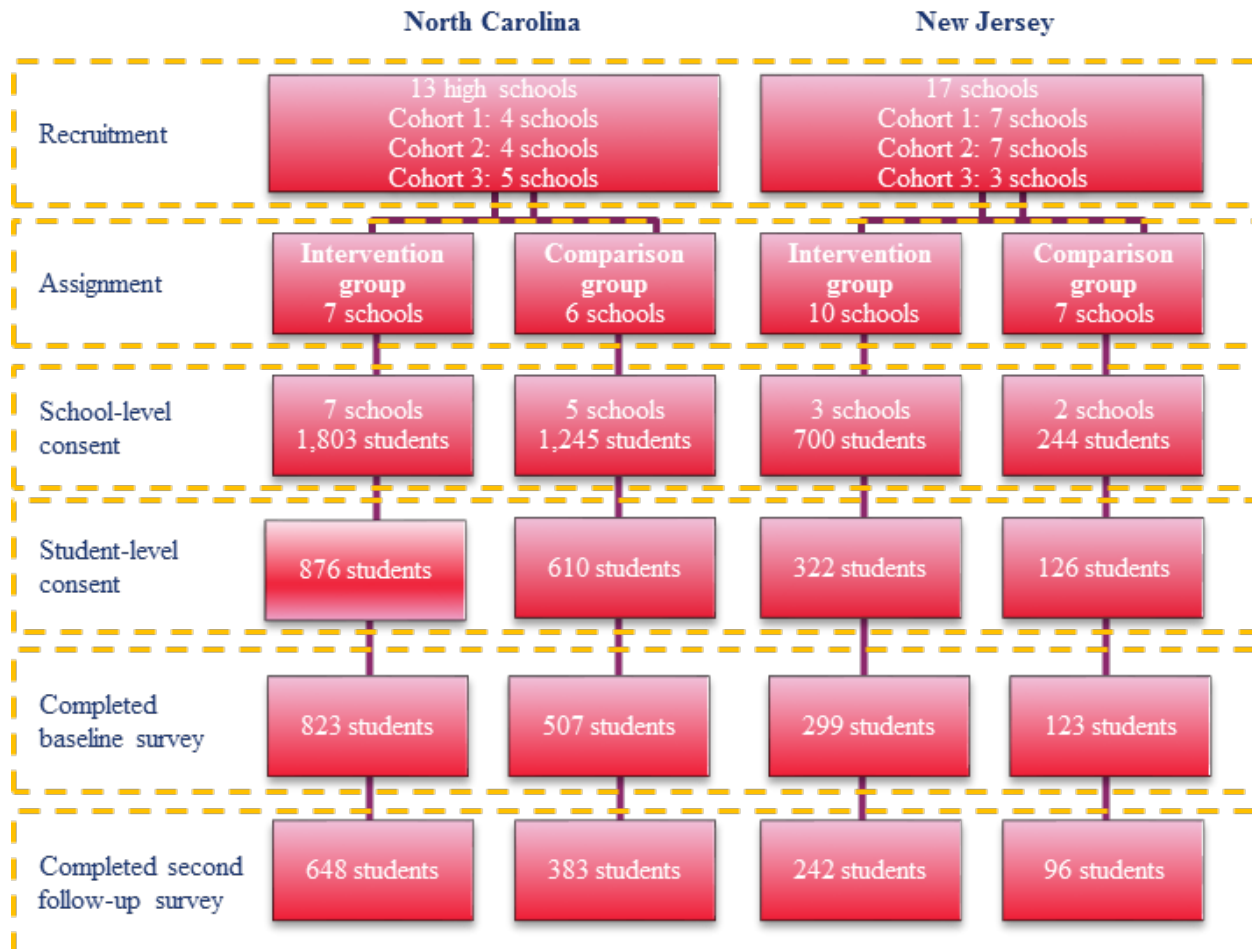 North Carolina
New Jersey
Recruitment
13 high schools
Cohort 1: 4 schools
Cohort 2: 4 schools
Cohort 3: 5 schools
17 schools
Cohort 1: 7 schools
Cohort 2: 7 schools
Cohort 3: 3 schools
Assignment
Intervention
group
7 schools
Comparison
group
6 schools
Intervention
group
10 schools
Comparison
group
7 schools
School-level
consent
7 schools
1,803 students
5 schools
1,245 students
3 schools
700 students
2 schools
244 students
Student-level
consent
876 students
610 students
322 students
126 students
Completed
baseline survey
823 students
507 students
299 students
123 students
Completed second
follow-up survey
648 students
383 students
242 students
96 students